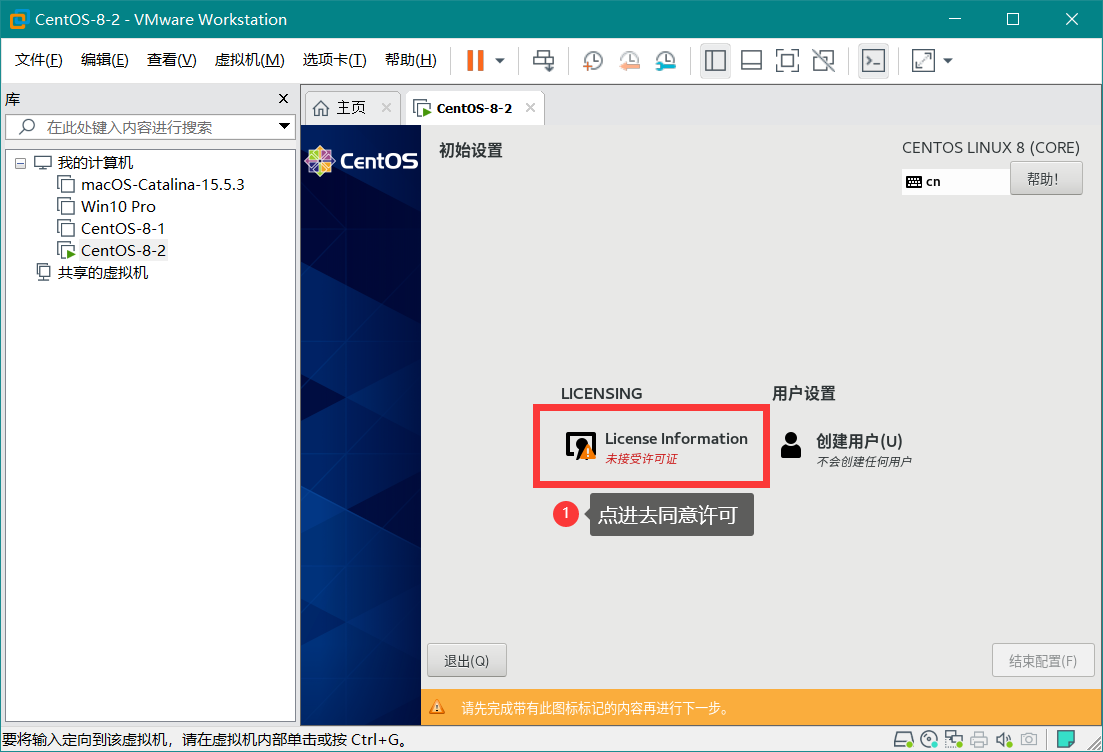 CentOS-8-2 - VMware Workstation
文件(F) 编辑(E) 查看(V) 虚拟机(M) 选项卡(T) 帮助(H)
库
在此处键入内容进行搜索
我的计算机
macOS-Catalina-15.5.3
Win10 Pro
CentOS-8-1
CentOS-8-2
共享的虚拟机
主页
CentOS-8-2
CentOS
初始设置
CENTOS LINUX 8 (CORE)
cn
帮助!
LICENSING
License Information
未接受许可证
用户设置
创建用户(U)
不会创建任何用户
1
点进去同意许可
退出(Q)
结束配置(F)
请先完成带有此图标标记的内容再进行下一步。
要将输入定向到该虚拟机，请在虚拟机内部单击或按 Ctrl+G。